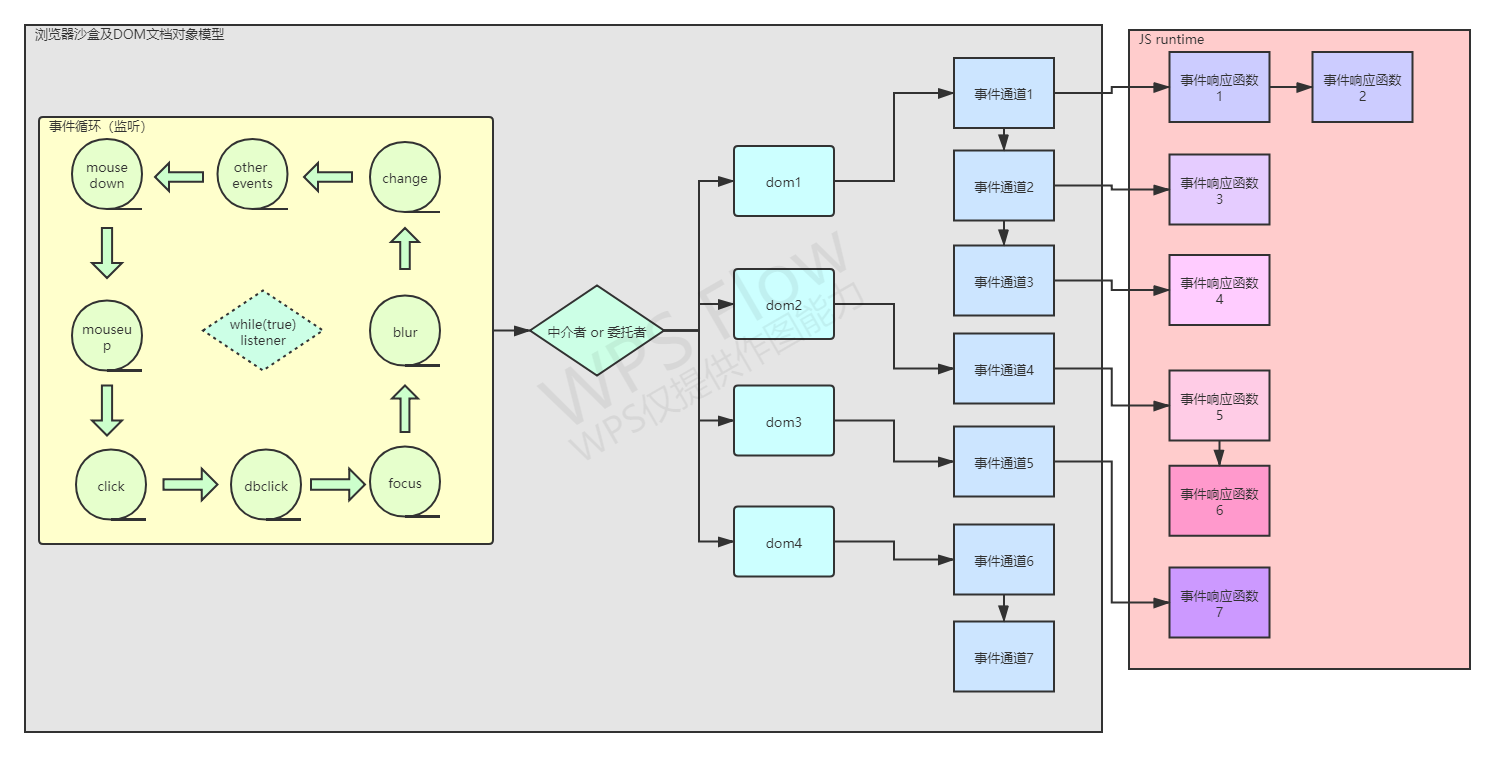 浏览器沙盒及DOM文档对象模型
事件循环（监听）
mouse
down
other
events
change
mouseu
p
while(true)
listener
blur
click
dbclick
focus
中介者 or 委托者
dom1
dom2
dom3
dom4
事件通道1
事件通道2
事件通道3
事件通道4
事件通道5
事件通道6
事件通道7
JS runtime
事件响应函数
1
事件响应函数
2
事件响应函数
3
事件响应函数
4
事件响应函数
5
事件响应函数
6
事件响应函数
7
WPS Flow
WPS仅提供作图能力